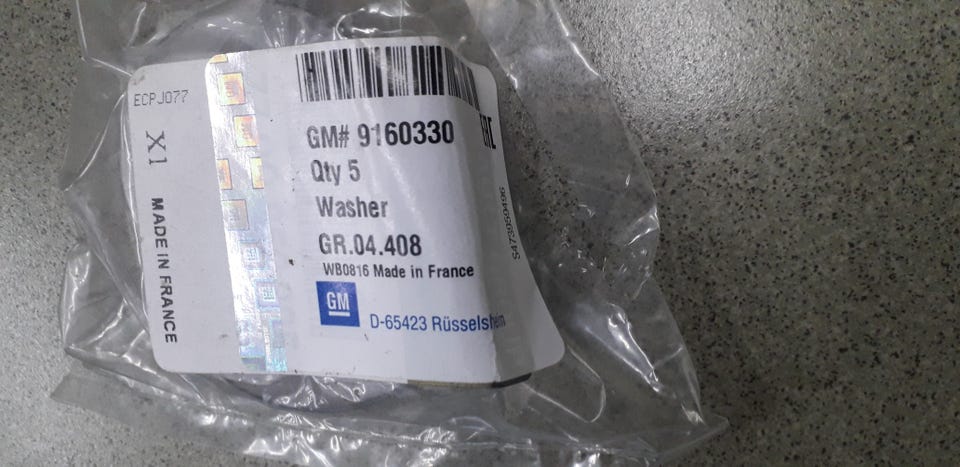 ECPJ077
X1
MADE IN FRANCE
GM# 9160330
Qty 5
Washer
GR.04.408
WB0816 Made in France
GM
D-65423 Rüsselsheim
EAC